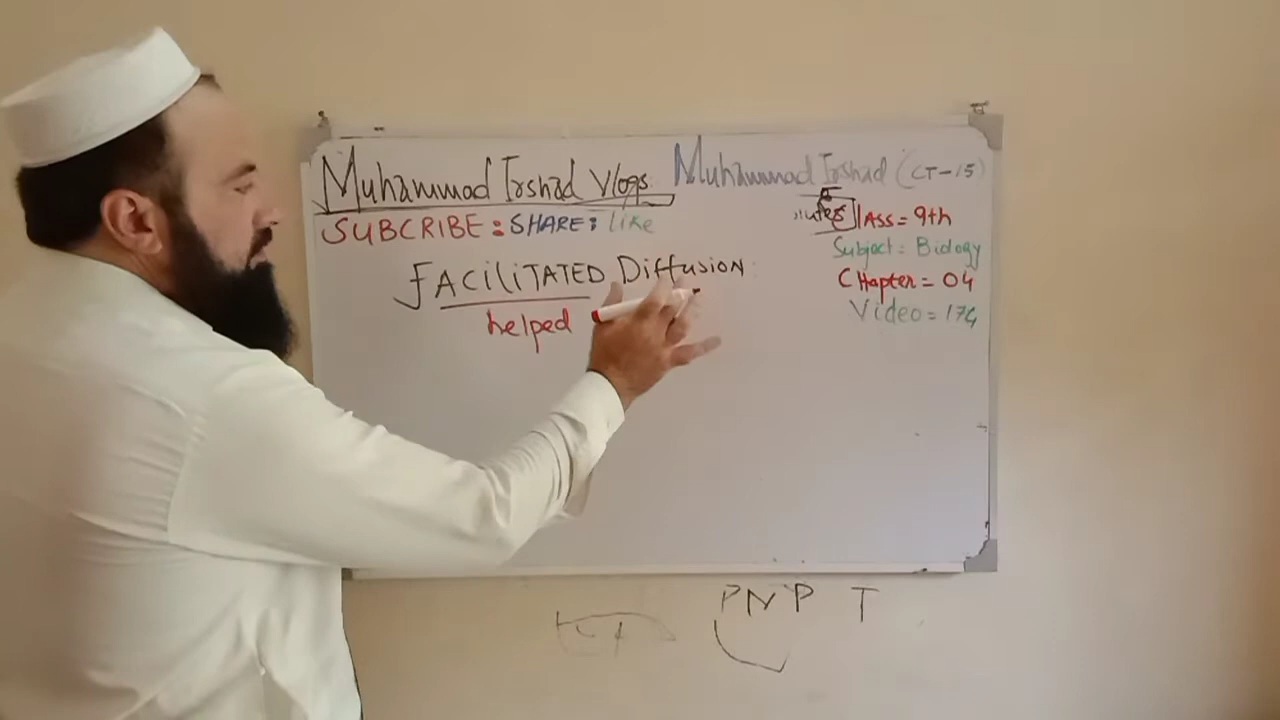 Muhammad Irshad Vlogs Muhammad Irshad (CT-15)
SUBCRIBE: SHARE: like
fACiliTATED Diffusion
helped
ClAss= 9th
Subject= Biology
CHapter= 04
Video= 174
PNP T